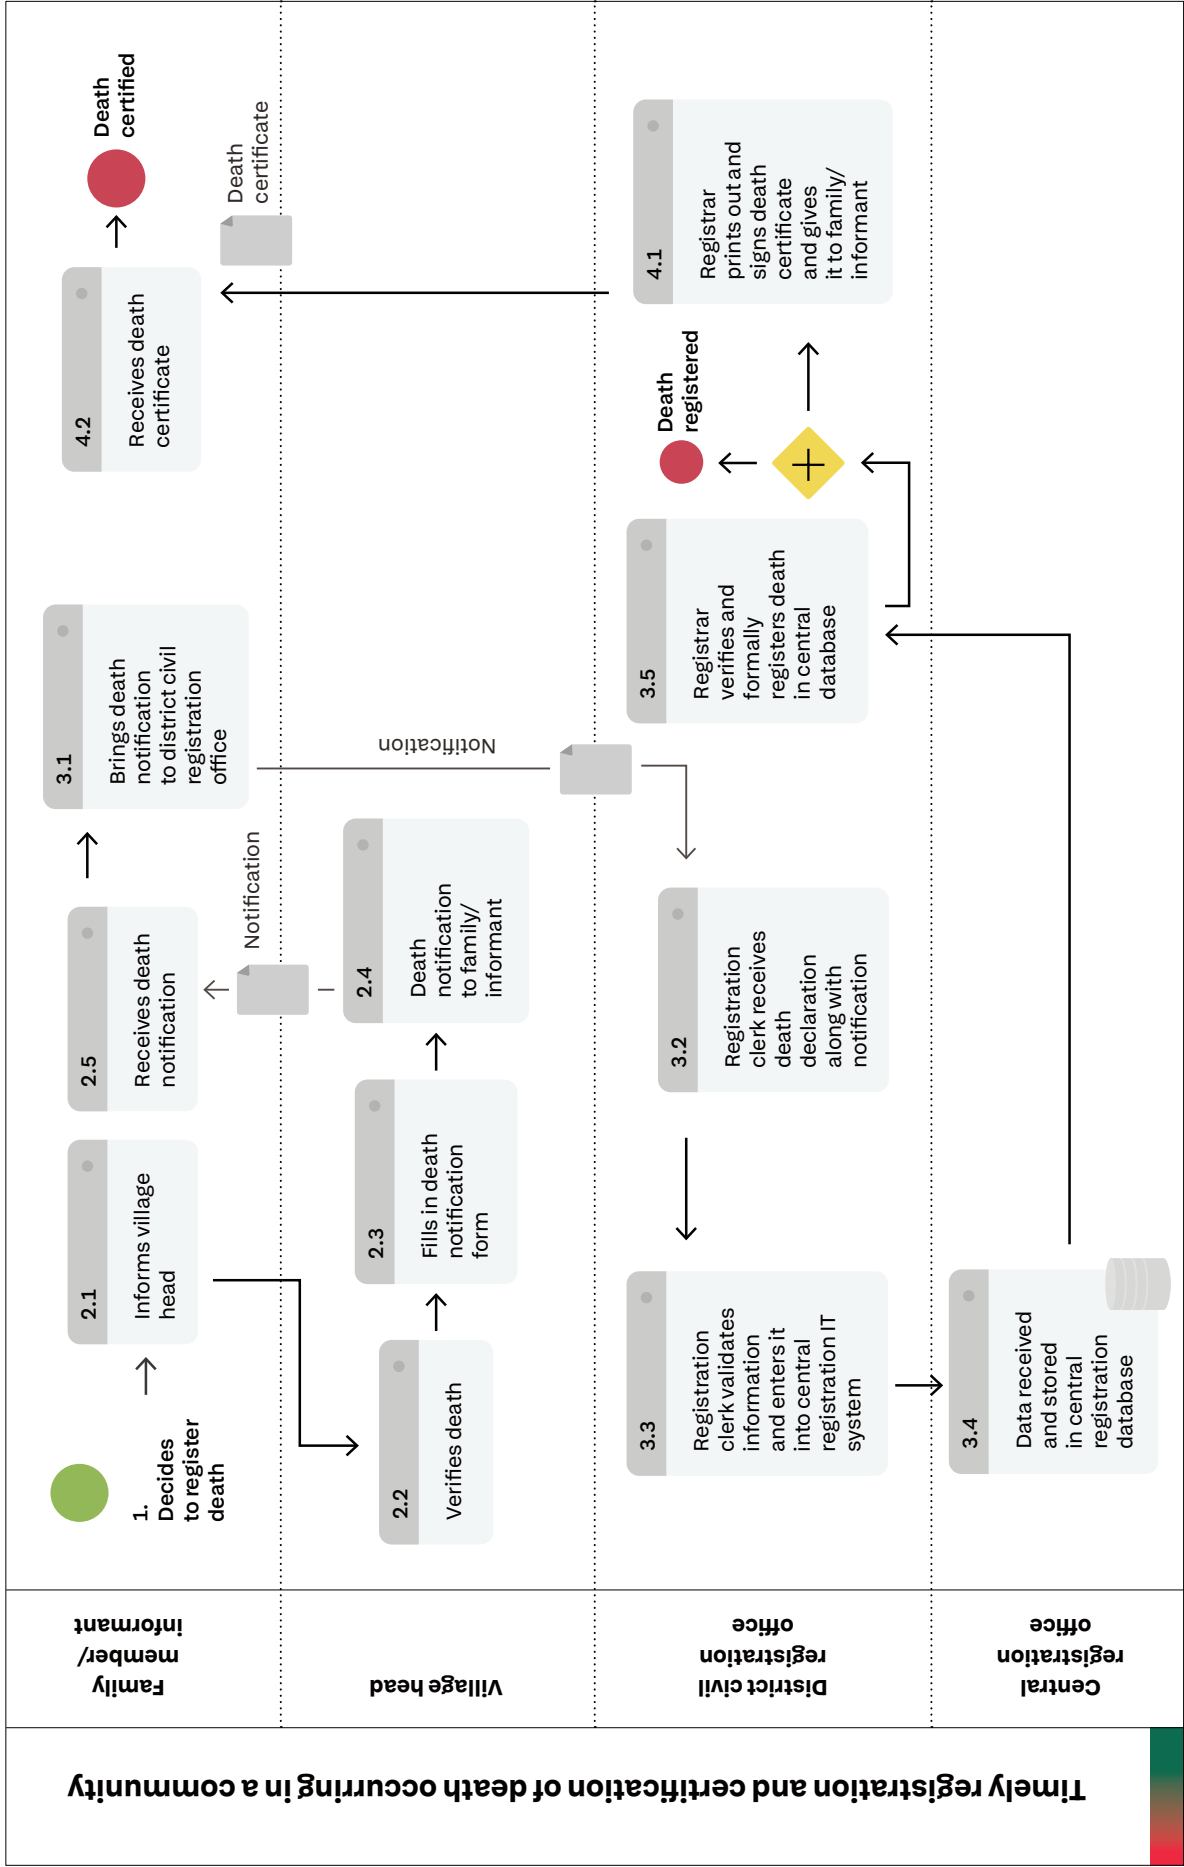 Timely registration and certification of death occurring in a community
Family
member/
informant
1.
Decides
to register
death
2.1
Informs village
head
2.5
Receives death
notification
Notification
3.1
Brings death
notification
to district civil
registration
office
4.2
Receives death
certificate
Death
certified
Death
certificate
Village head
2.2
Verifies death
2.3
Fills in death
notification
form
2.4
Death
notification
to family/
informant
Notification
District civil
registration
office
3.3
Registration
clerk validates
information
and enters it
into central
registration IT
system
3.2
Registration
clerk receives
death
declaration
along with
notification
3.5
Registrar
verifies and
formally
registers death
in central
database
Death
registered
4.1
Registrar
prints out and
signs death
certificate
and gives
it to family/
informant
Central
registration
office
3.4
Data received
and stored
in central
registration
database